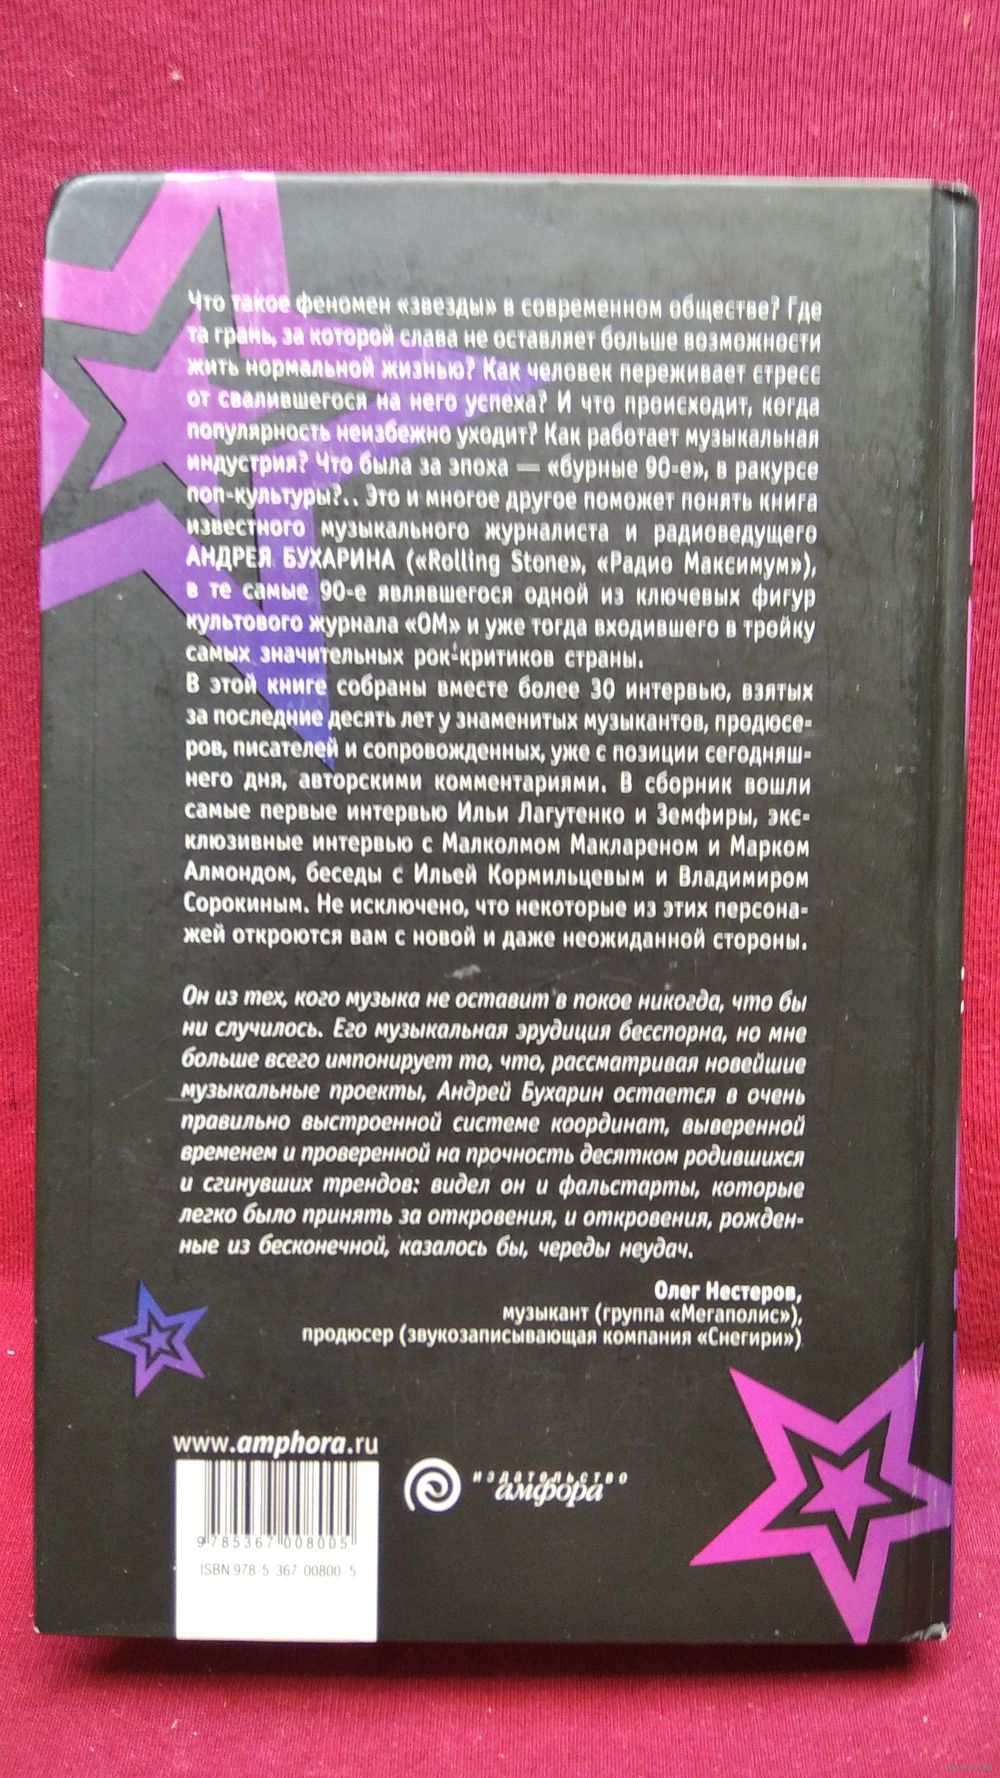 Что такое феномен «звезды» в современном обществе? Где
та грань, за которой слава не оставляет больше возможности
жить нормальной жизнью? Как человек переживает стресс
от свалившегося на него успеха? И что происходит, когда
популярность неизбежно уходит? Как работает музыкальная
индустрия? Что была за эпоха — «бурные 90-е», в ракурсе
поп-культуры?.. Это и многое другое поможет понять книга
известного музыкального журналиста и радиоведущего
АНДРЕЯ БУХАРИНА («Rolling Stone», «Радио Максимум»),
в те самые 90-е являвшегося одной из ключевых фигур
культового журнала «ОМ» и уже тогда входившего в тройку
самых значительных рок-критиков страны.
В этой книге собраны вместе более 30 интервью, взятых
за последние десять лет у знаменитых музыкантов, продюсе-
ров, писателей и сопровожденных, уже с позиции сегодняш-
него дня, авторскими комментариями. В сборник вошли
самые первые интервью Ильи Лагутенко и Земфиры, экс-
клюзивные интервью с Малколмом Маклареном и Марком
Алмондом, беседы с Ильей Кормильцевым и Владимиром
Сорокиным. Не исключено, что некоторые из этих персона-
жей откроются вам с новой и даже неожиданной стороны.
Он из тех, кого музыка не оставит в покое никогда, что бы
ни случилось. Его музыкальная эрудиция бесспорна, но мне
больше всего импонирует то, что, рассматривая новейшие
музыкальные проекты, Андрей Бухарин остается в очень
правильно выстроенной системе координат, выверенной
временем и проверенной на прочность десятком родившихся
и сгинувших трендов: видел он и фальстарты, которые
легко было принять за откровения, и откровения, рожден-
ные из бесконечной, казалось бы, череды неудач.
Олег Нестеров,
музыкант (группа «Мегаполис»),
продюсер (звукозаписывающая компания «Снегири»)
www.amphora.ru
издательство
амфора
9 785367 008005
ISBN 978-5-367-00800-5